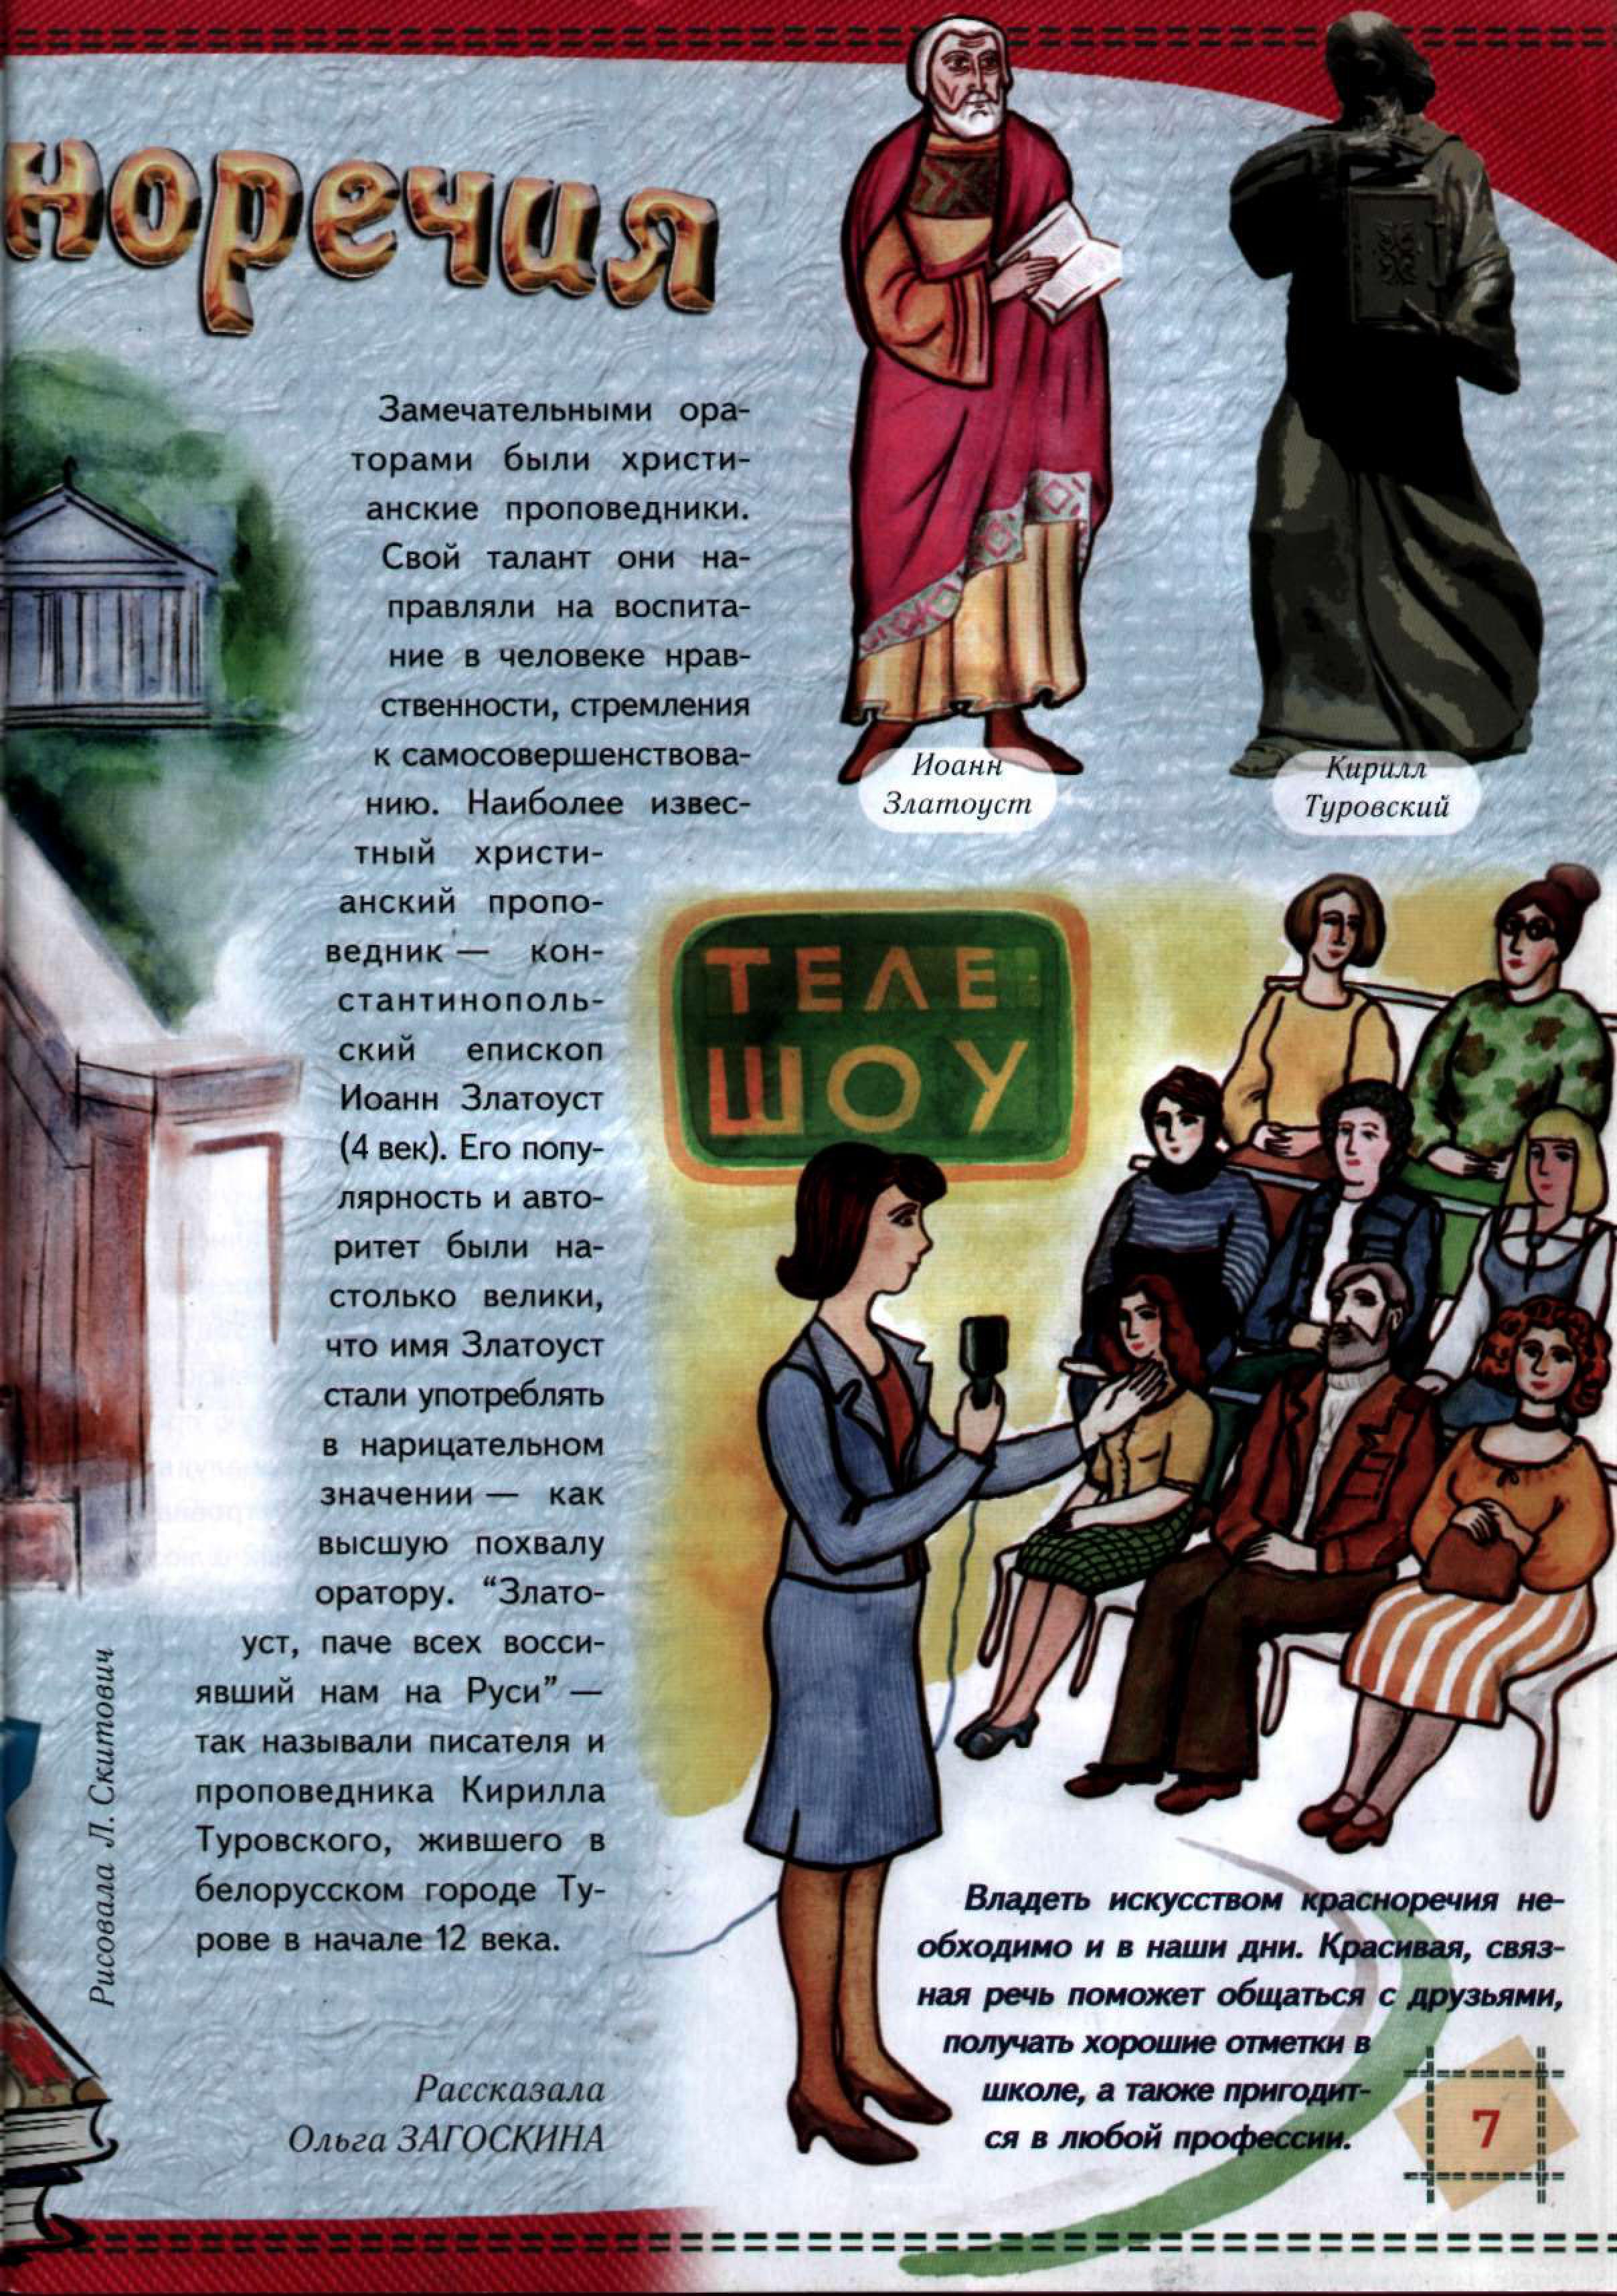 норечия
Замечательными ора-
торами были христи-
анские проповедники.
Свой талант они на-
правляли на воспита-
ние в человеке нрав-
ственности, стремления
к самосовершенствова-
нию. Наиболее извес-
тный христи-
анский пропо-
ведник — кон-
стантинополь-
ский епископ
Иоанн Златоуст
(4 век). Его попу-
лярность и авто-
ритет были на-
столько велики,
что имя Златоуст
стали употреблять
в нарицательном
значении — как
высшую похвалу
оратору. “Злато-
уст, паче всех восси-
явший нам на Руси” —
так называли писателя и
проповедника Кирилла
Туровского, жившего в
белорусском городе Ту-
рове в начале 12 века.
Рассказала
Ольга ЗАГОСКИНА
Рисовала Л. Скитович
Иоанн
Златоуст
Кирилл
Туровский
ТЕЛЕ
ШОУ
Владеть искусством красноречия не-
обходимо и в наши дни. Красивая, связ-
ная речь поможет общаться с друзьями,
получать хорошие отметки в
школе, а также пригодит-
ся в любой профессии.
7